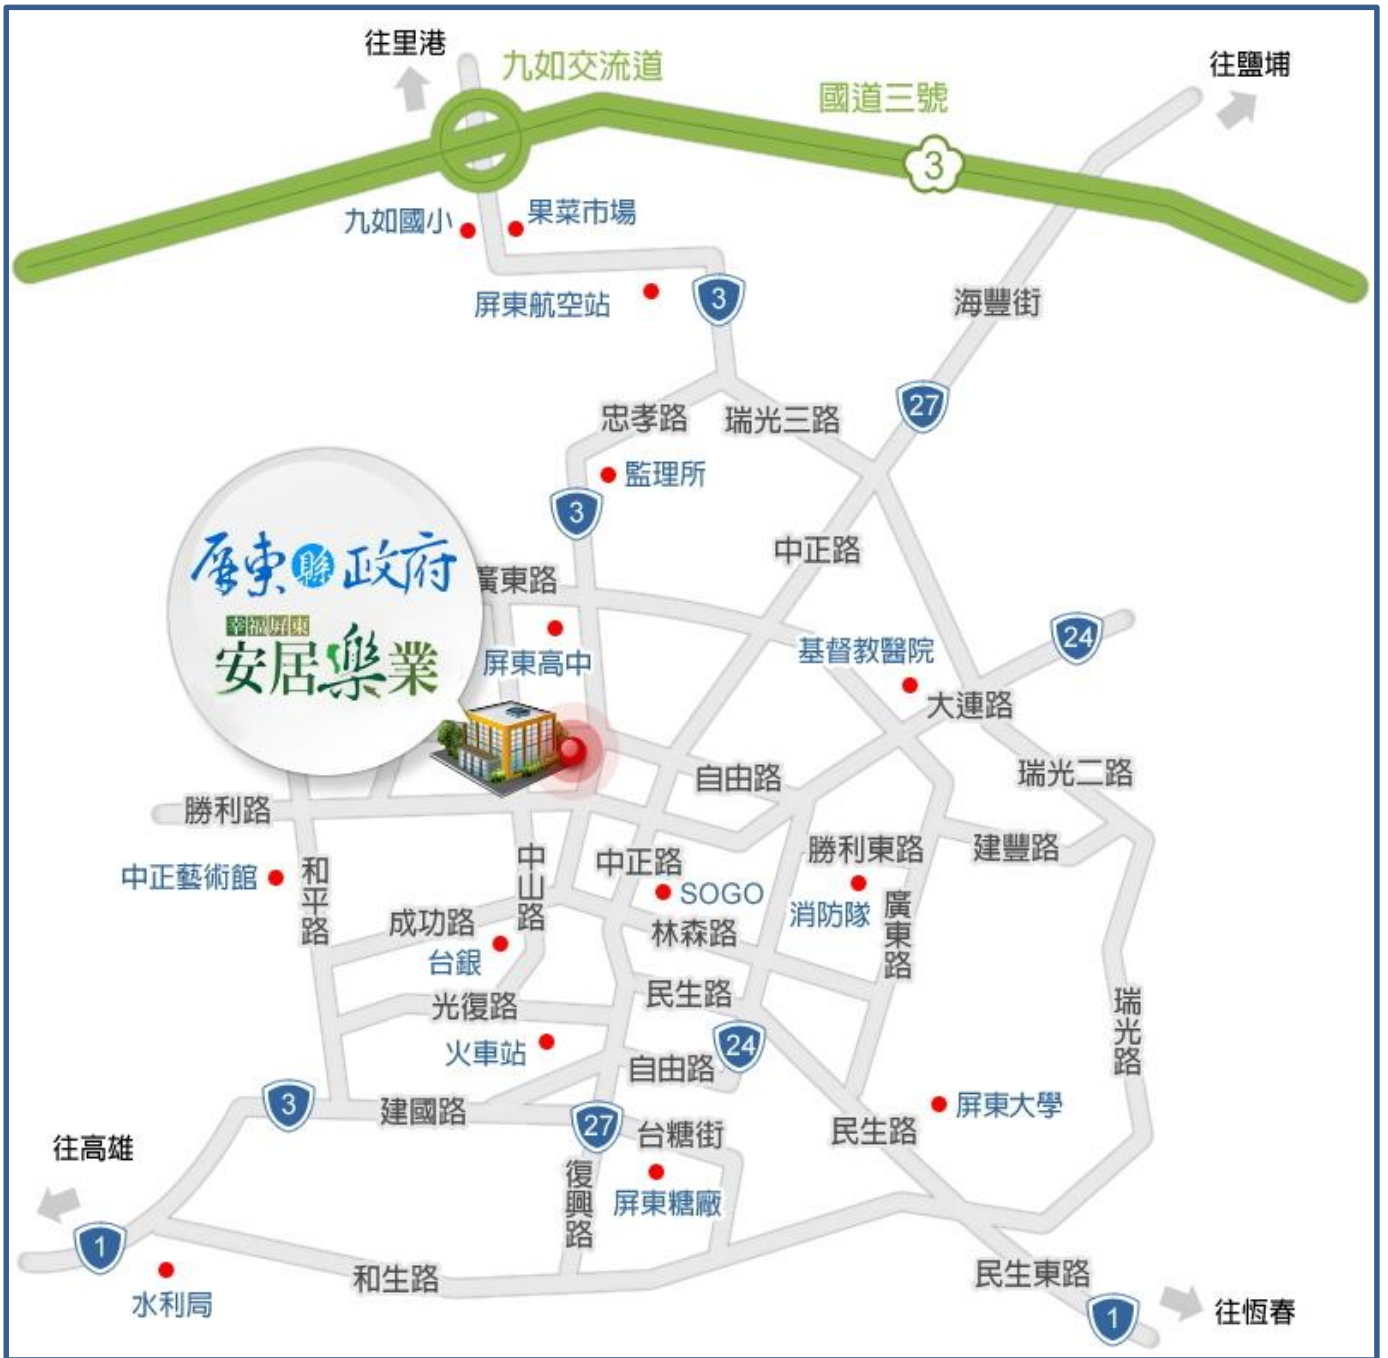 往里港
九如交流道
往鹽埔
國道三號
3
九如國小
果菜市場
屏東航空站
3
海豐街
27
忠孝路
瑞光三路
監理所
3
中正路
屏東縣政府
廣東路
幸福屏東
安居樂業
屏東高中
24
基督教醫院
大連路
自由路
瑞光二路
勝利路
中正藝術館
和平路
中山路
中正路
SOGO
勝利東路
建豐路
消防隊
廣東路
成功路
台銀
林森路
光復路
民生路
瑞光路
火車站
24
自由路
3
建國路
27
台糖街
屏東大學
民生路
往高雄
屏東糖廠
復興路
1
水利局
和生路
民生東路
1
往恆春